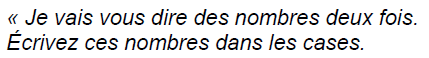 « Je vais vous dire des nombres deux fois.
Écrivez ces nombres dans les cases.